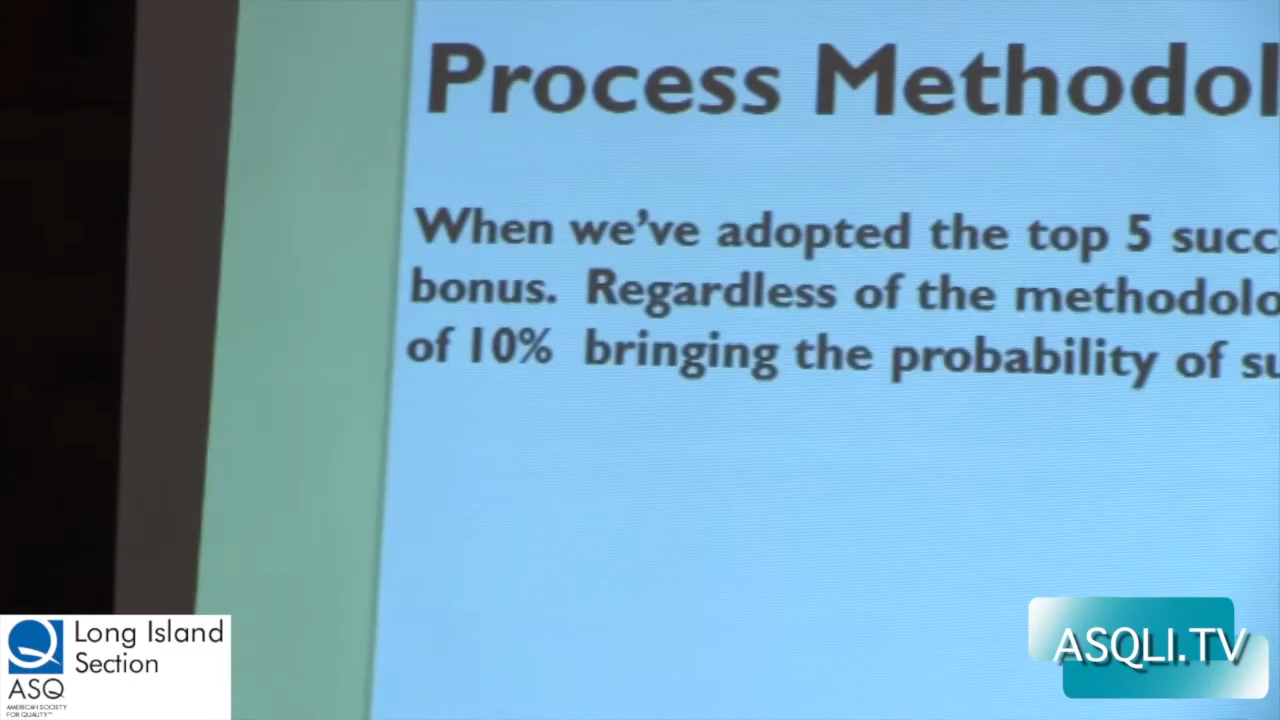 Process Methodol
When we've adopted the top 5 succ
bonus. Regardless of the methodolo
of 10% bringing the probability of su
Long Island
Section
ASQ
AMERICAN SOCIETY
FOR QUALITY™
ASQLI.TV